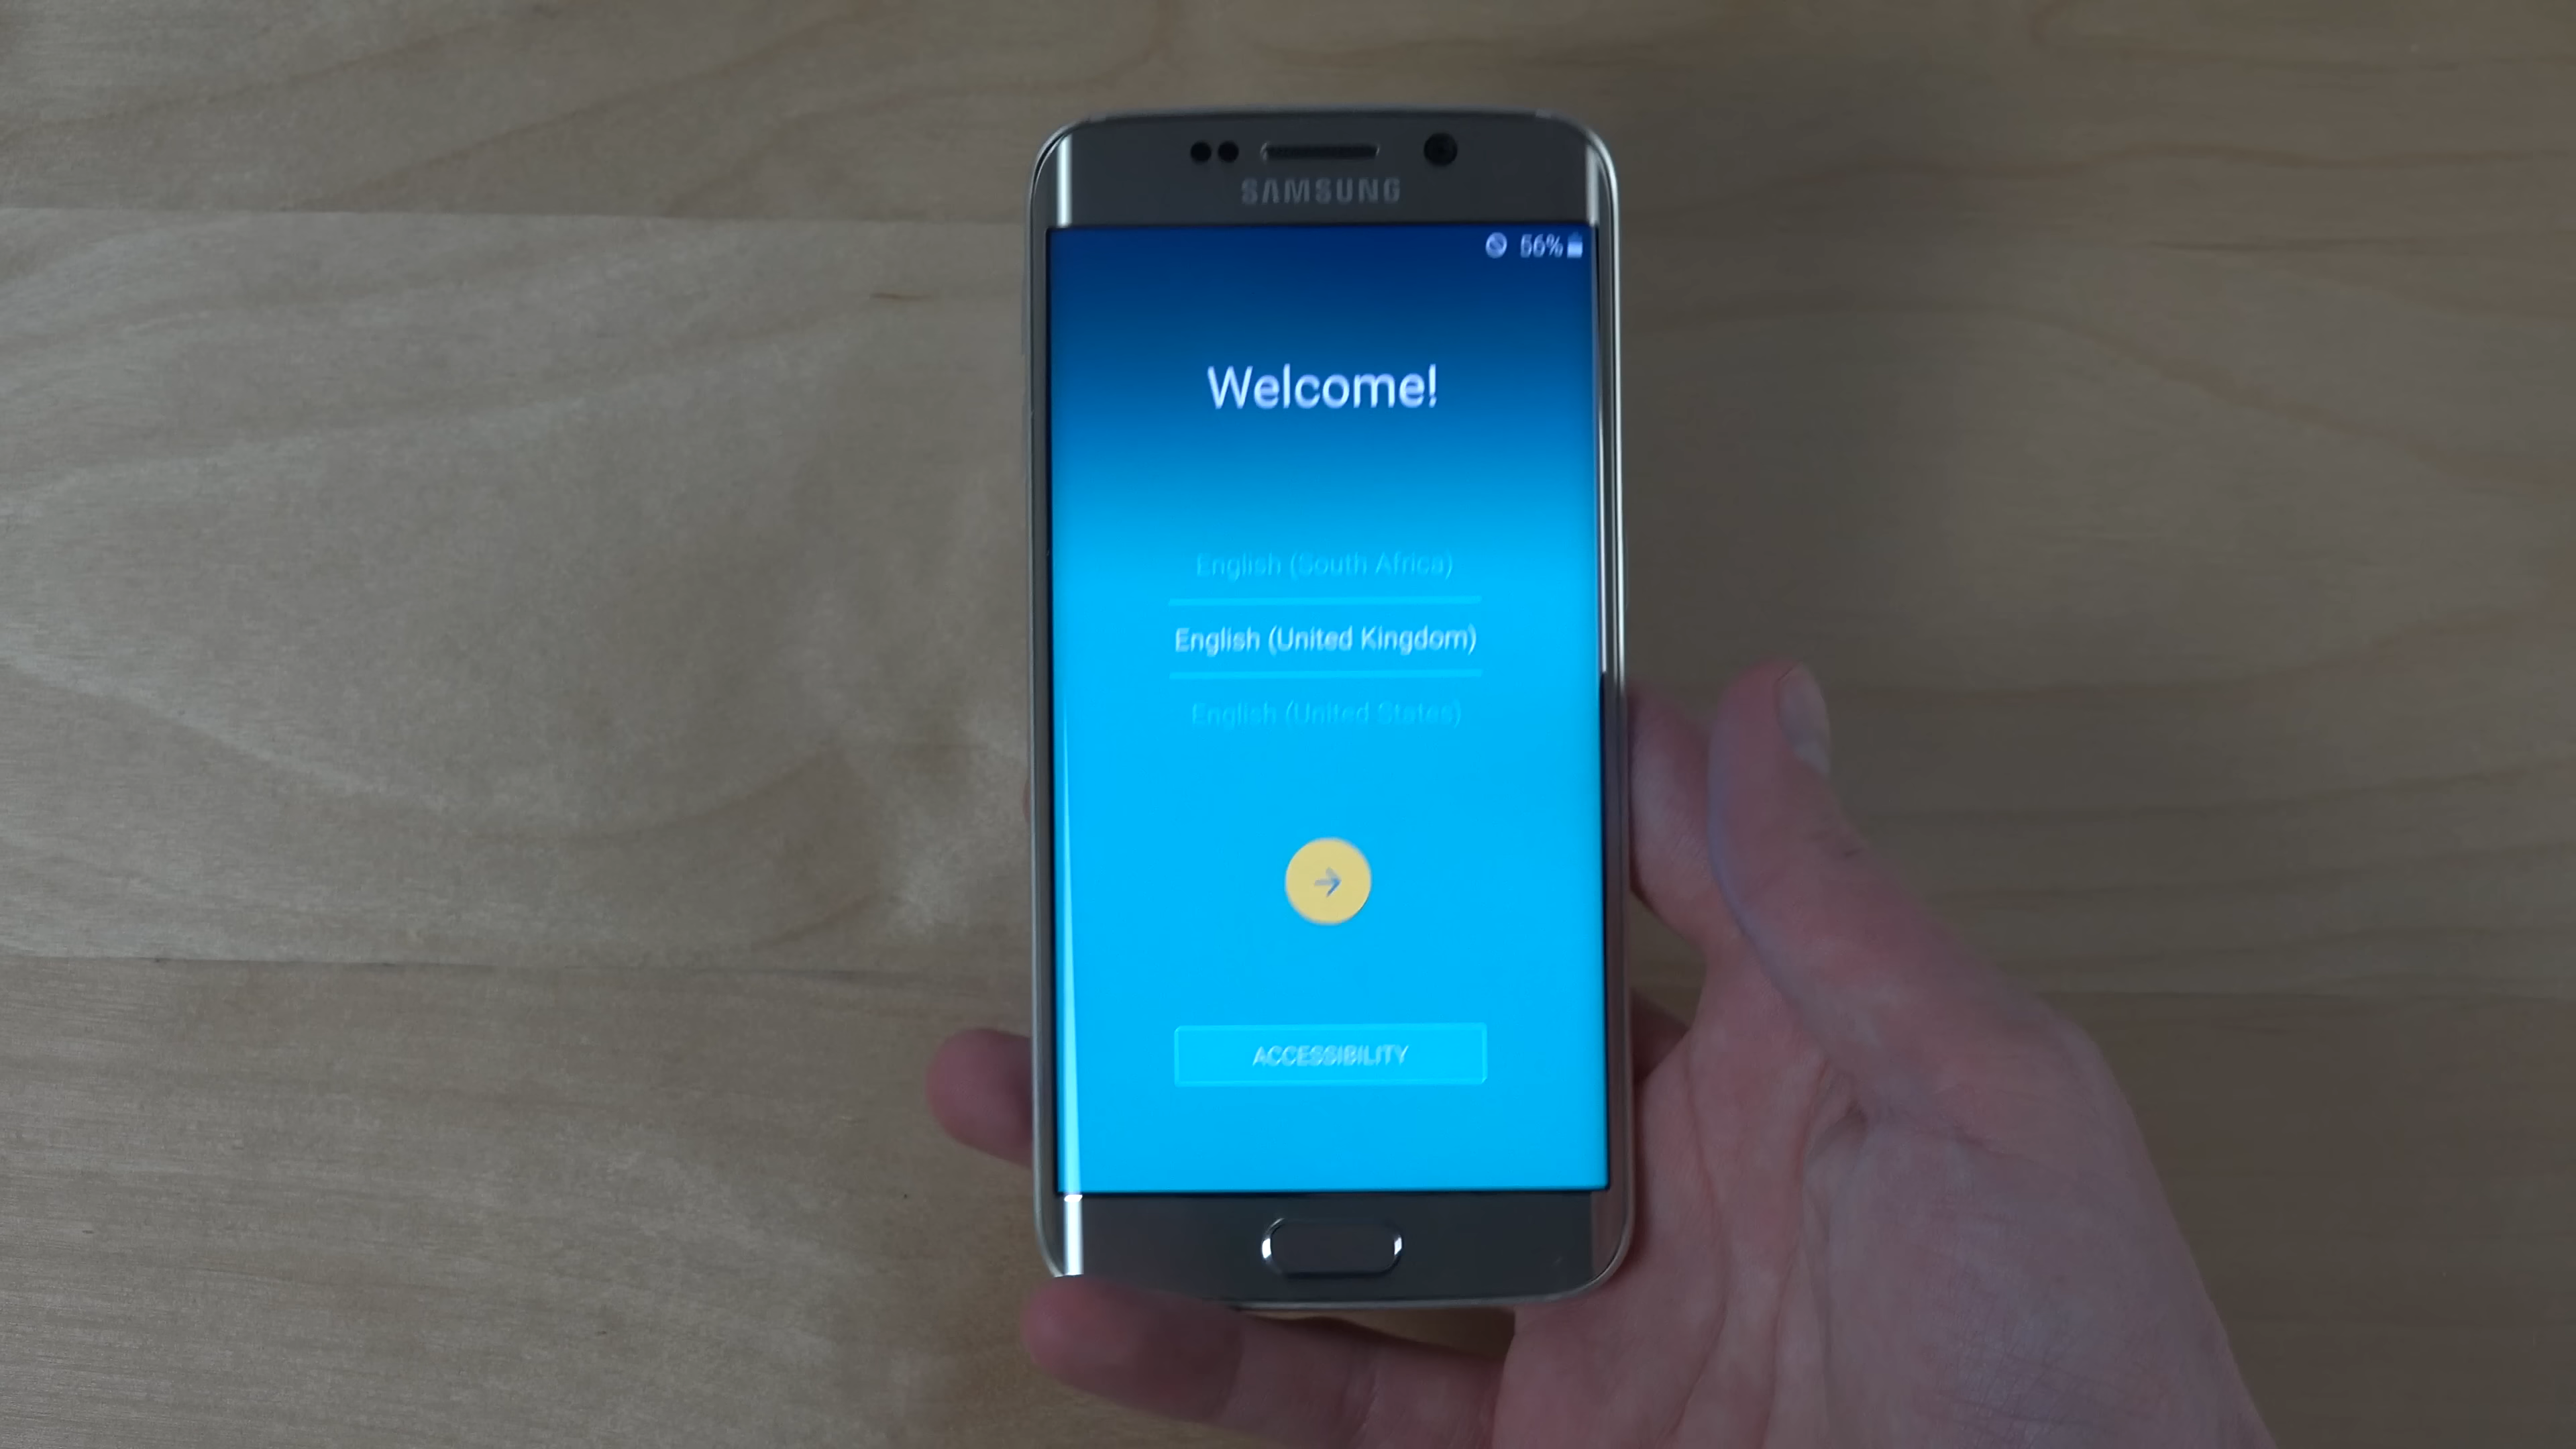 SAMSUNG
56%
Welcome!
English (South Africa)
English (United Kingdom)
English (United States)
ACCESSIBILITY